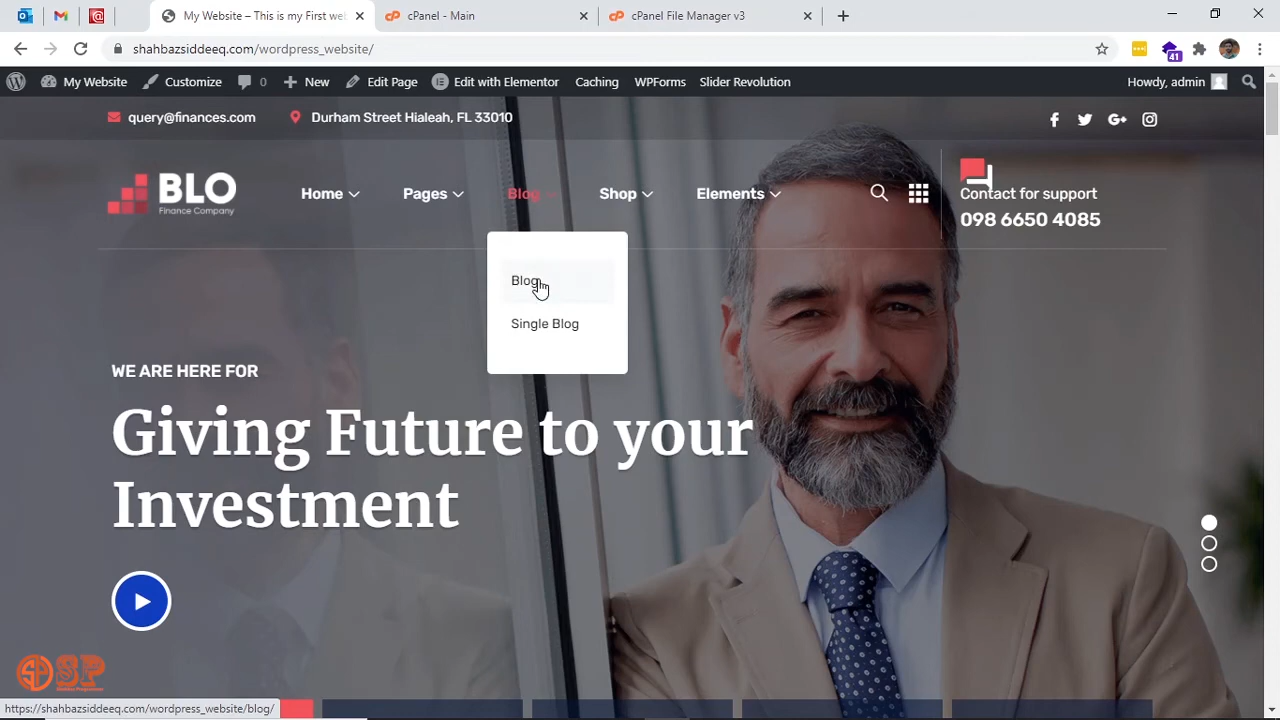 My Website – This is my First web
cPanel - Main
cPanel File Manager v3
shahbazsiddeeq.com/wordpress_website/
41
My Website
Customize
0
New
Edit Page
Edit with Elementor
Caching
WPForms
Slider Revolution
Howdy, admin
query@finances.com
Durham Street Hialeah, FL 33010
BLO
Finance Company
Home
Pages
Blog
Shop
Elements
Contact for support
098 6650 4085
Blog
Single Blog
WE ARE HERE FOR
Giving Future to your
Investment
SP
https://shahbazsiddeeq.com/wordpress_website/blog/